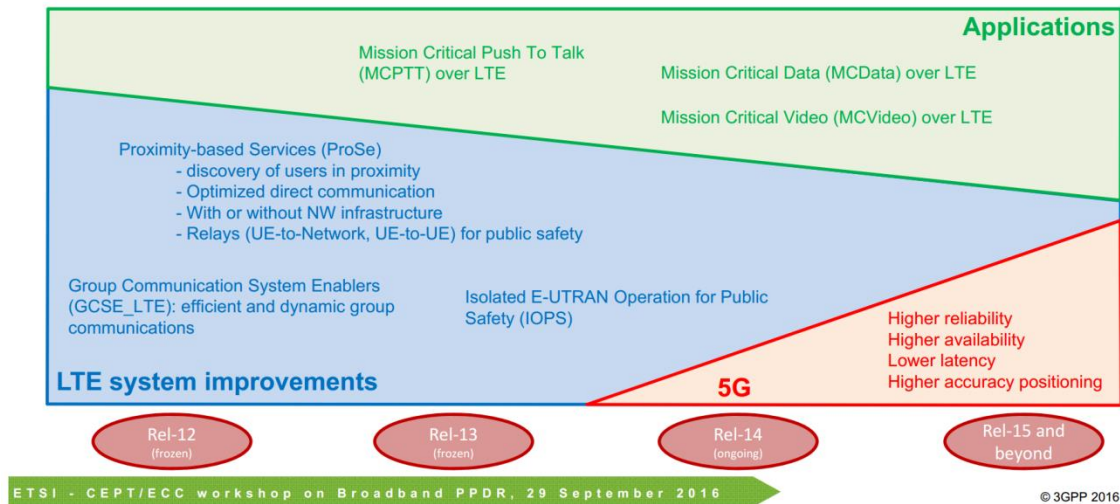 Applications
Mission Critical Push To Talk
(MCPTT) over LTE
Mission Critical Data (MCData) over LTE
Mission Critical Video (MCVideo) over LTE
Proximity-based Services (ProSe)
- discovery of users in proximity
- Optimized direct communication
- With or without NW infrastructure
- Relays (UE-to-Network, UE-to-UE) for public safety
Group Communication System Enablers
(GCSE_LTE): efficient and dynamic group
communications
Isolated E-UTRAN Operation for Public
Safety (IOPS)
Higher reliability
Higher availability
Lower latency
Higher accuracy positioning
LTE system improvements
5G
Rel-12
(frozen)
Rel-13
(frozen)
Rel-14
(ongoing)
Rel-15 and
beyond
ETSI - CEPT/ECC workshop on Broadband PPDR, 29 September 2016
© 3GPP 2016